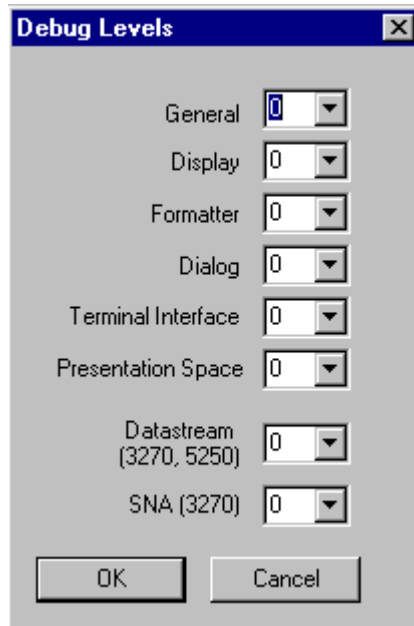 Debug Levels
General 0
Display 0
Formatter 0
Dialog 0
Terminal Interface 0
Presentation Space 0
Datastream
(3270, 5250) 0
SNA (3270) 0
OK Cancel